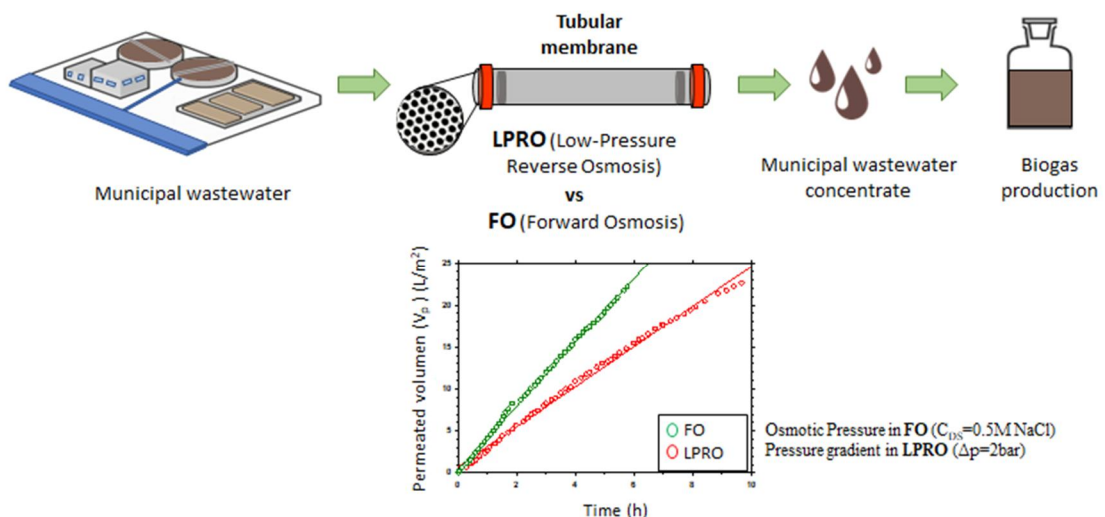 Tubular
membrane
LPRO (Low-Pressure
Reverse Osmosis)
vs
FO (Forward Osmosis)
Municipal wastewater
Municipal wastewater
concentrate
Biogas
production
Permeated volumen (Vₚ) (L/m²)
25
20
15
10
5
0
0
2
4
6
8
10
Time (h)
FO
LPRO
Osmotic Pressure in FO (C_DS=0.5M NaCl)
Pressure gradient in LPRO (Δp=2bar)